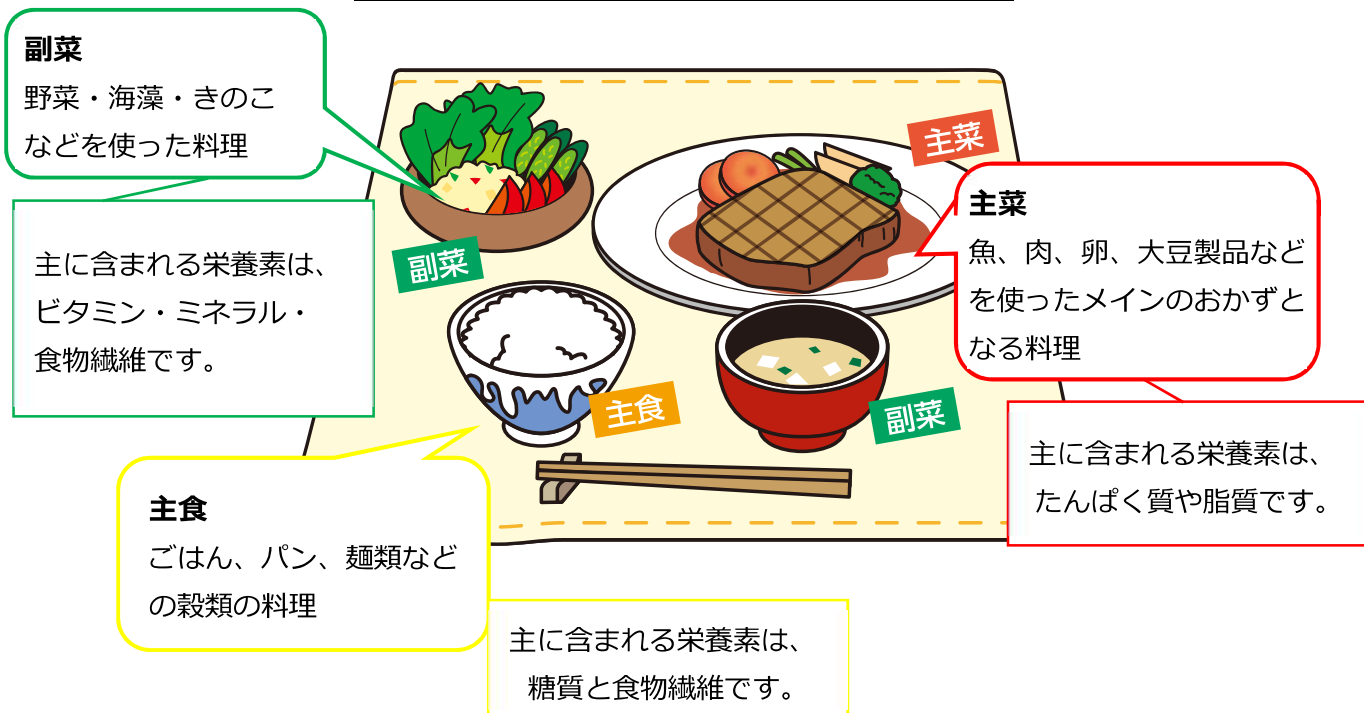 副菜
野菜・海藻・きのこ
などを使った料理
主に含まれる栄養素は、
ビタミン・ミネラル・
食物繊維です。
副菜
主菜
主菜
魚、肉、卵、大豆製品など
を使ったメインのおかずと
なる料理
主に含まれる栄養素は、
たんぱく質や脂質です。
主食
副菜
主食
ごはん、パン、麺類など
の穀類の料理
主に含まれる栄養素は、
糖質と食物繊維です。